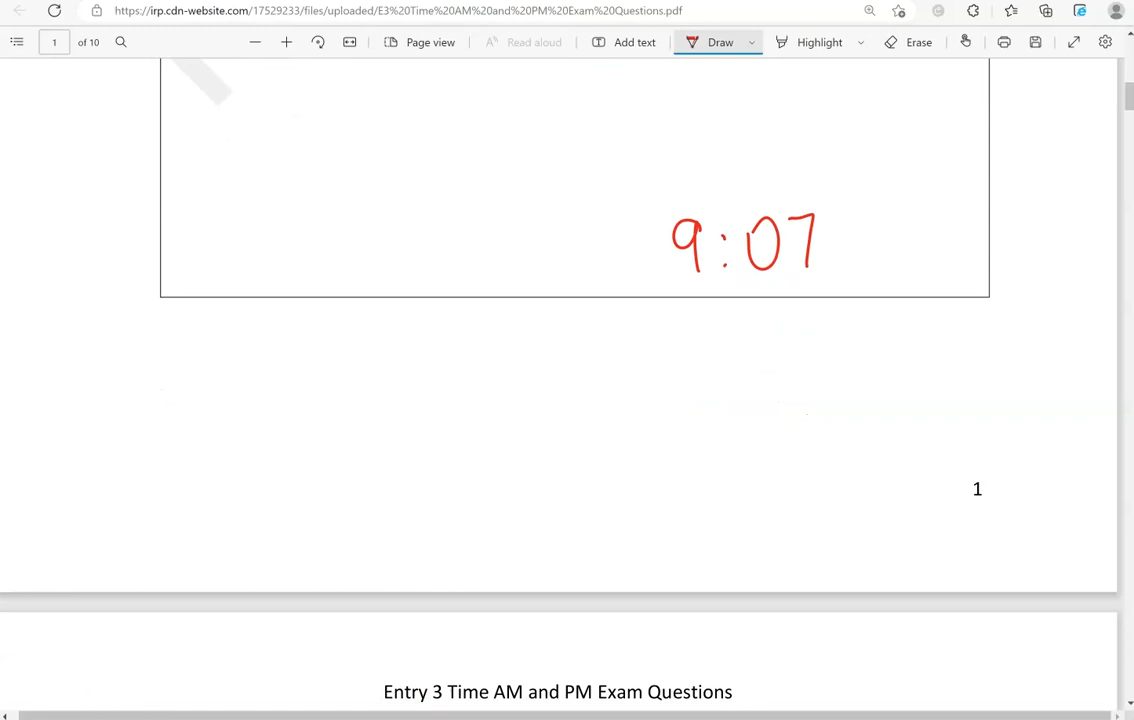 https://irp.cdn-website.com/17529233/files/uploaded/E3%20Time%20AM%20and%20PM%20Exam%20Questions.pdf
1 of 10 Page view Read aloud Add text Draw Highlight Erase
9:07
1
Entry 3 Time AM and PM Exam Questions